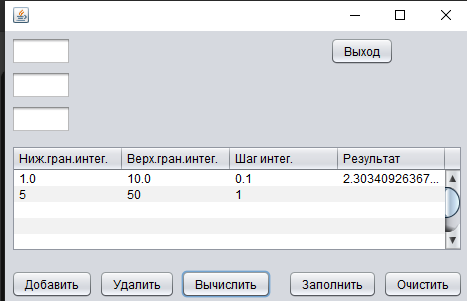 Выход
Ниж.гран.интег. Верх.гран.интег. Шаг интег. Результат
1.0 10.0 0.1 2.30340926367...
5 50 1
Добавить Удалить Вычислить Заполнить Очистить